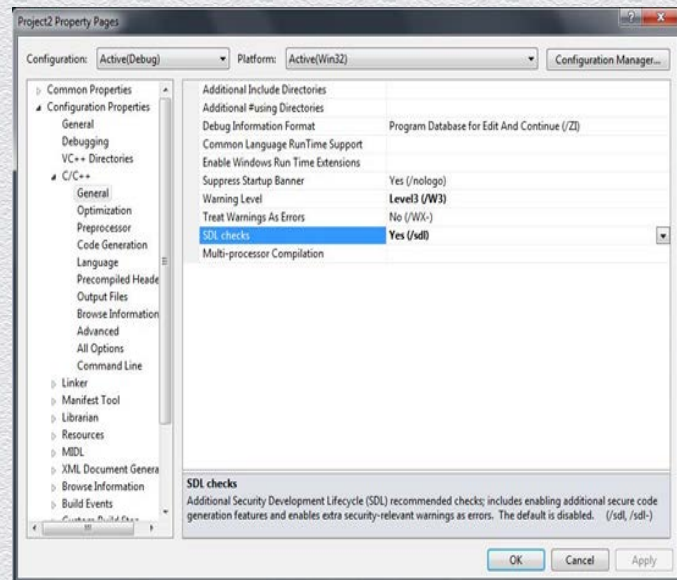 Project2 Property Pages
Configuration: Active(Debug) Platform: Active(Win32) Configuration Manager...
Common Properties
Configuration Properties
General
Debugging
VC++ Directories
C/C++
General
Optimization
Preprocessor
Code Generation
Language
Precompiled Heade
Output Files
Browse Information
Advanced
All Options
Command Line
Linker
Manifest Tool
Librarian
Resources
MIDL
XML Document Genera
Browse Information
Build Events
Custom Build Step
Additional Include Directories
Additional #using Directories
Debug Information Format Program Database for Edit And Continue (/ZI)
Common Language RunTime Support
Enable Windows Run Time Extensions
Suppress Startup Banner Yes (/nologo)
Warning Level Level3 (/W3)
Treat Warnings As Errors No (/WX-)
SDL checks Yes (/sdl)
Multi-processor Compilation
SDL checks
Additional Security Development Lifecycle (SDL) recommended checks; includes enabling additional secure code
generation features and enables extra security-relevant warnings as errors. The default is disabled. (/sdl, /sdl-)
OK Cancel Apply